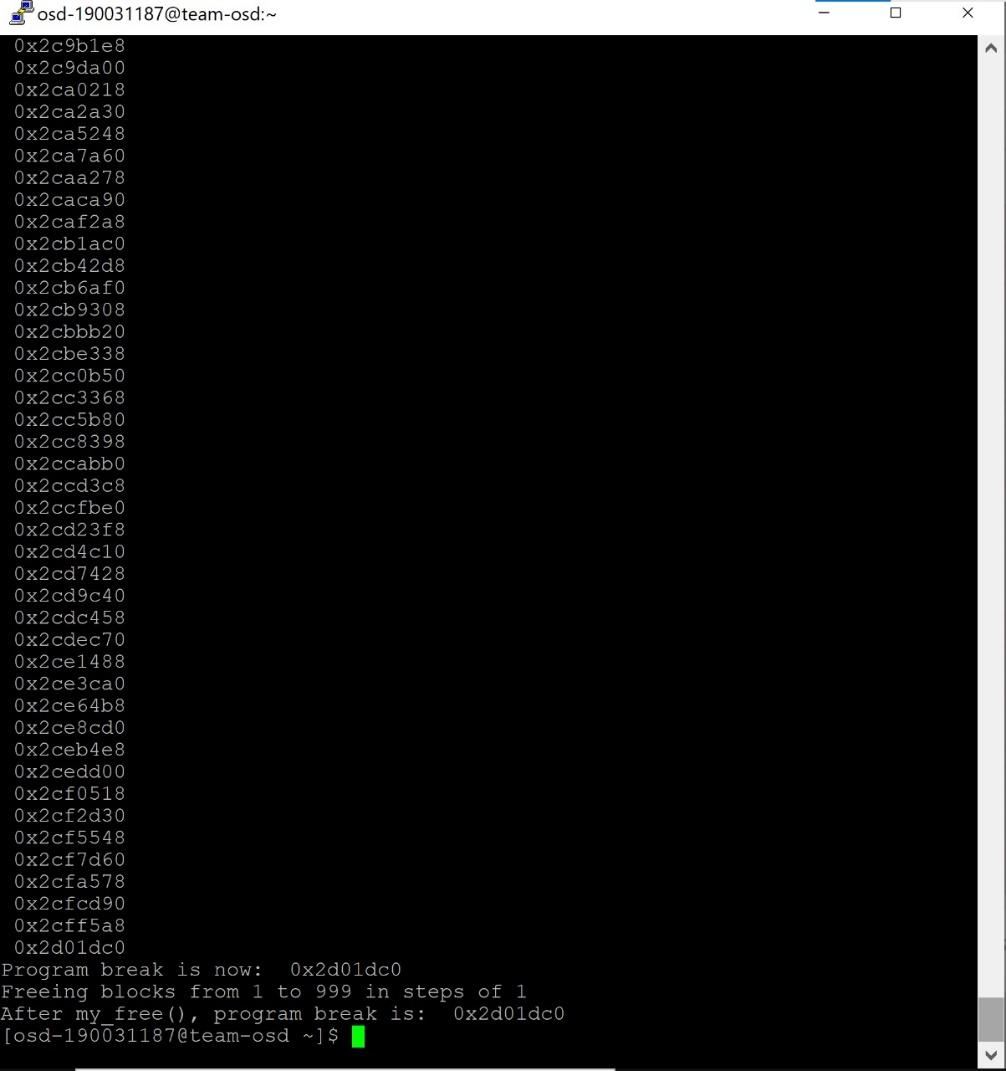 osd-190031187@team-osd:~
0x2c9b1e8
0x2c9da00
0x2ca0218
0x2ca2a30
0x2ca5248
0x2ca7a60
0x2caa278
0x2caca90
0x2caf2a8
0x2cb1ac0
0x2cb42d8
0x2cb6af0
0x2cb9308
0x2cbbb20
0x2cbe338
0x2cc0b50
0x2cc3368
0x2cc5b80
0x2cc8398
0x2ccabb0
0x2ccd3c8
0x2ccfbe0
0x2cd23f8
0x2cd4c10
0x2cd7428
0x2cd9c40
0x2cdc458
0x2cdec70
0x2ce1488
0x2ce3ca0
0x2ce64b8
0x2ce8cd0
0x2ceb4e8
0x2cedd00
0x2cf0518
0x2cf2d30
0x2cf5548
0x2cf7d60
0x2cfa578
0x2cfcd90
0x2cff5a8
0x2d01dc0
Program break is now:  0x2d01dc0
Freeing blocks from 1 to 999 in steps of 1
After my_free(), program break is:  0x2d01dc0
[osd-190031187@team-osd ~]$